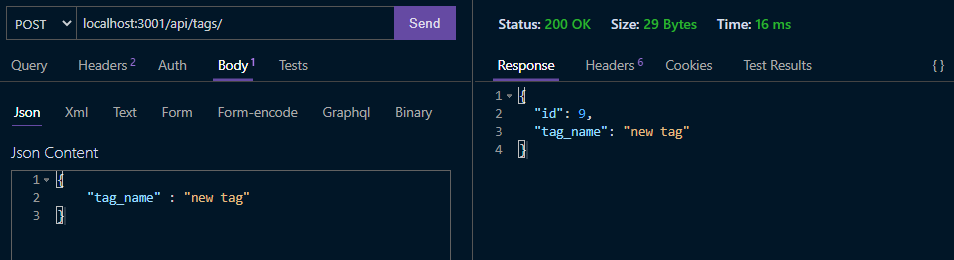 POST localhost:3001/api/tags/ Send
Query Headers 2 Auth Body 1 Tests
Json Xml Text Form Form-encode Graphql Binary
Json Content
1 {
2 "tag_name" : "new tag"
3 }
Status: 200 OK Size: 29 Bytes Time: 16 ms
Response Headers 6 Cookies Test Results {}
1 {
2 "id": 9,
3 "tag_name": "new tag"
4 }